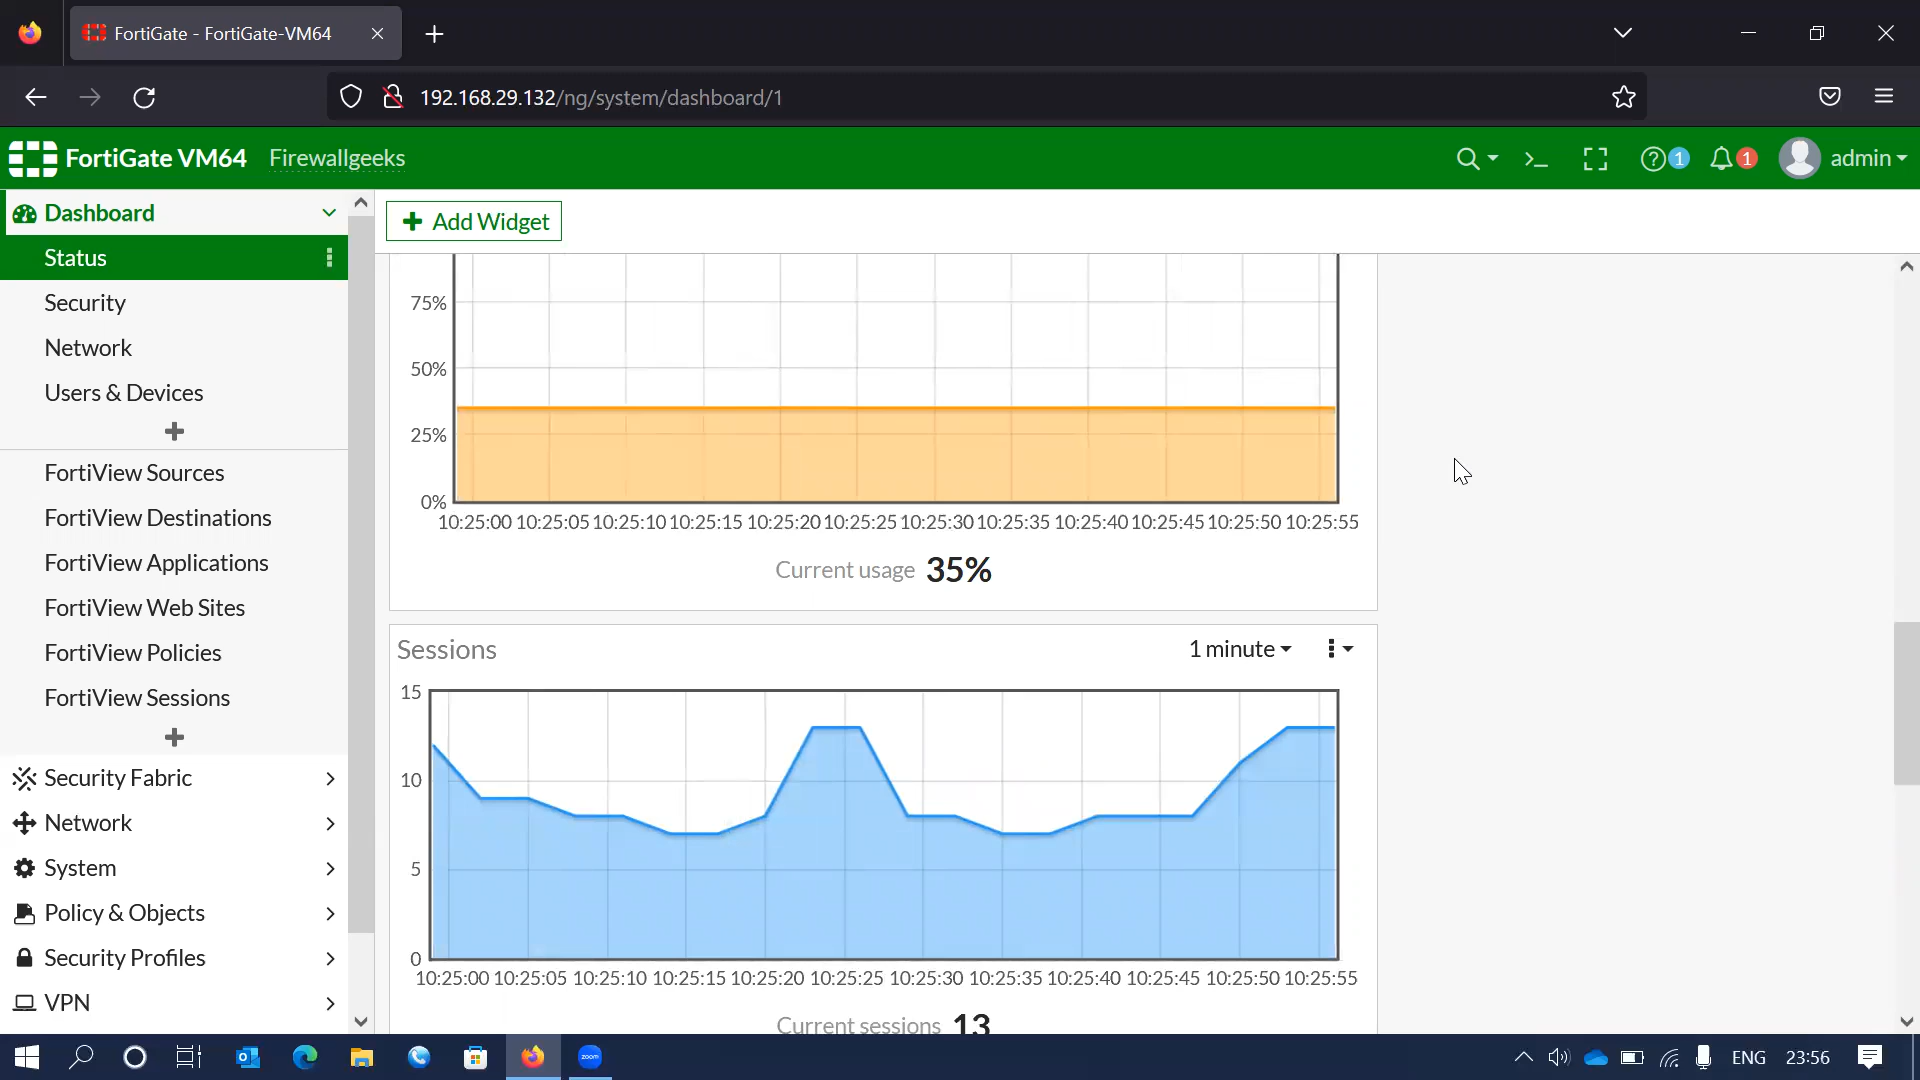 FortiGate - FortiGate-VM64
192.168.29.132/ng/system/dashboard/1
FortiGate VM64 Firewallgeeks
1
1
admin
Dashboard
Status
Security
Network
Users & Devices
FortiView Sources
FortiView Destinations
FortiView Applications
FortiView Web Sites
FortiView Policies
FortiView Sessions
Security Fabric
Network
System
Policy & Objects
Security Profiles
VPN
Add Widget
75%
50%
25%
0%
10:25:00 10:25:05 10:25:10 10:25:15 10:25:20 10:25:25 10:25:30 10:25:35 10:25:40 10:25:45 10:25:50 10:25:55
Current usage 35%
Sessions 1 minute
15
10
5
0
10:25:00 10:25:05 10:25:10 10:25:15 10:25:20 10:25:25 10:25:30 10:25:35 10:25:40 10:25:45 10:25:50 10:25:55
Current sessions 13
zoom
ENG 23:56